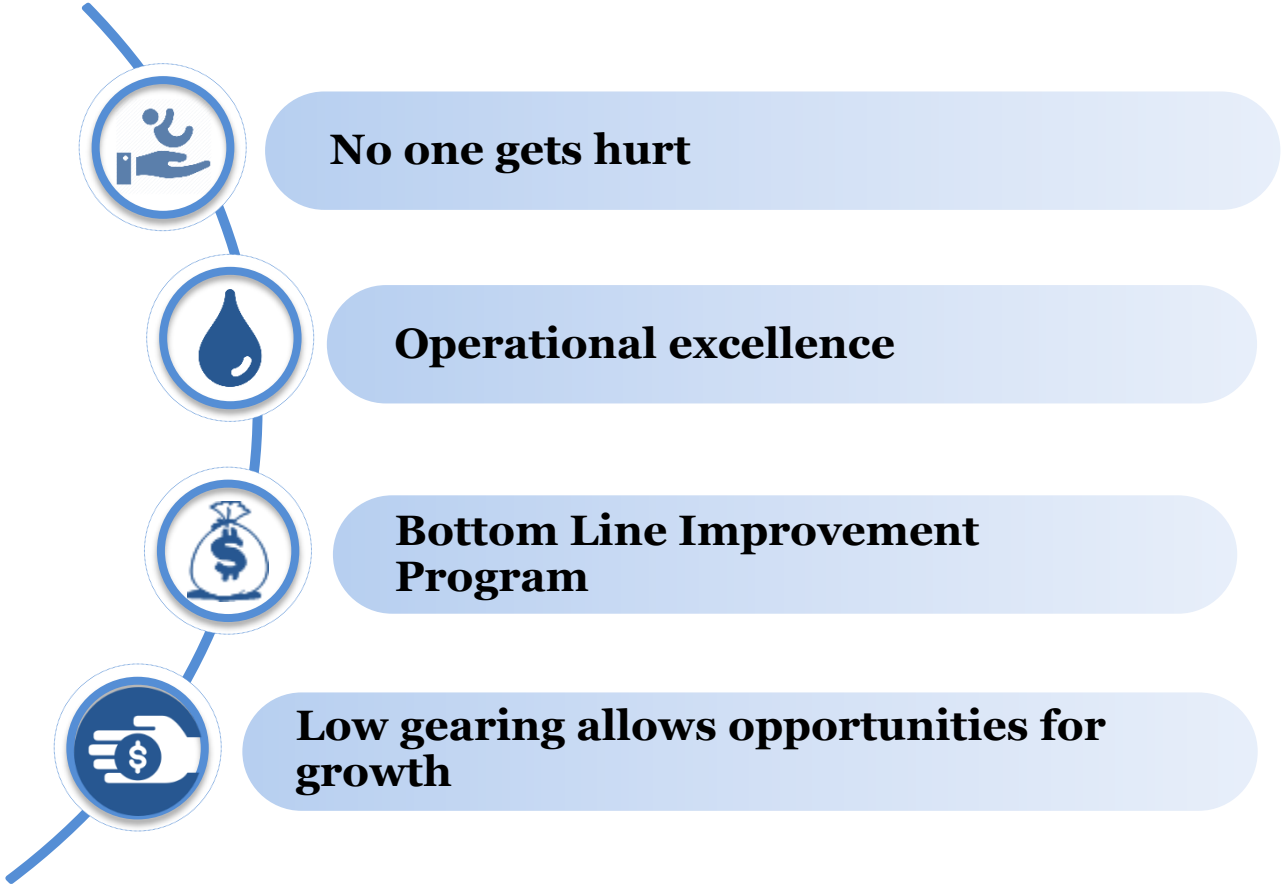 No one gets hurt
Operational excellence
Bottom Line Improvement
Program
Low gearing allows opportunities for
growth
$
$